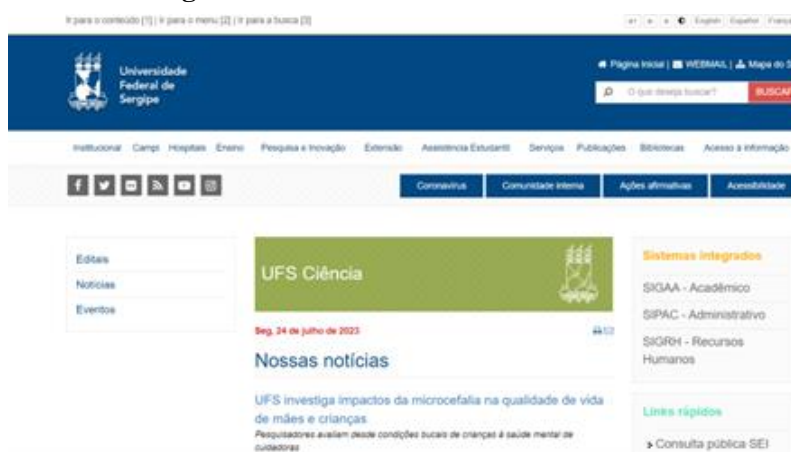 Ir para o conteúdo [1] | Ir para o menu [2] | Ir para a busca [3]
a+ a a- English Español França
Universidade
Federal de
Sergipe
Página Inicial | WEBMAIL | Mapa do S
O que deseja buscar? BUSCAR
Institucional Campi Hospitais Ensino Pesquisa e Inovação Extensão Assistência Estudantil Serviços Publicações Bibliotecas Acesso à Informação
Coronavírus Comunidade interna Ações afirmativas Acessibilidade
Editais
Notícias
Eventos
UFS Ciência
Seg, 24 de julho de 2023
Nossas notícias
UFS investiga impactos da microcefalia na qualidade de vida
de mães e crianças
Pesquisadores avaliam desde condições bucais de crianças à saúde mental de
cuidadoras
Sistemas integrados
SIGAA - Acadêmico
SIPAC - Administrativo
SIGRH - Recursos
Humanos
Links rápidos
Consulta pública SEI